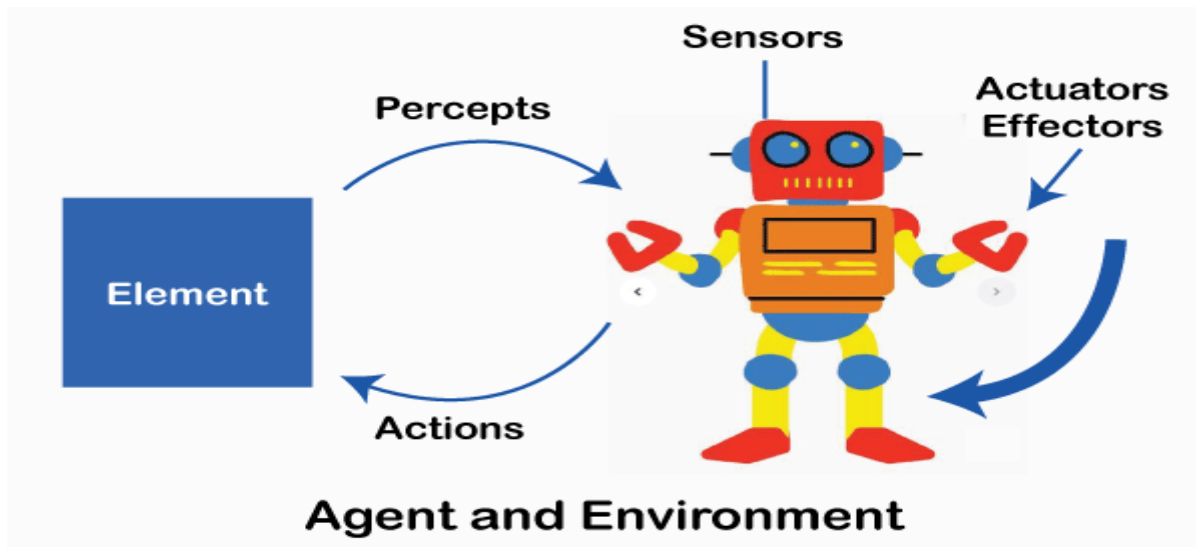 Sensors
Percepts
Actuators
Effectors
Element
Actions
Agent and Environment